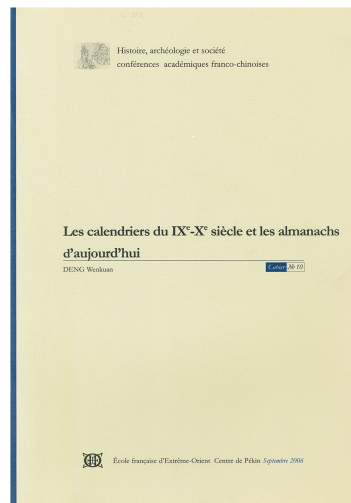 Histoire, archéologie et société
conférences académiques franco-chinoises
Les calendriers du IXᵉ-Xᵉ siècle et les almanachs
d'aujourd'hui
DENG Wenkuan
Cahier № 10
École française d'Extrême-Orient Centre de Pékin Septembre 2006